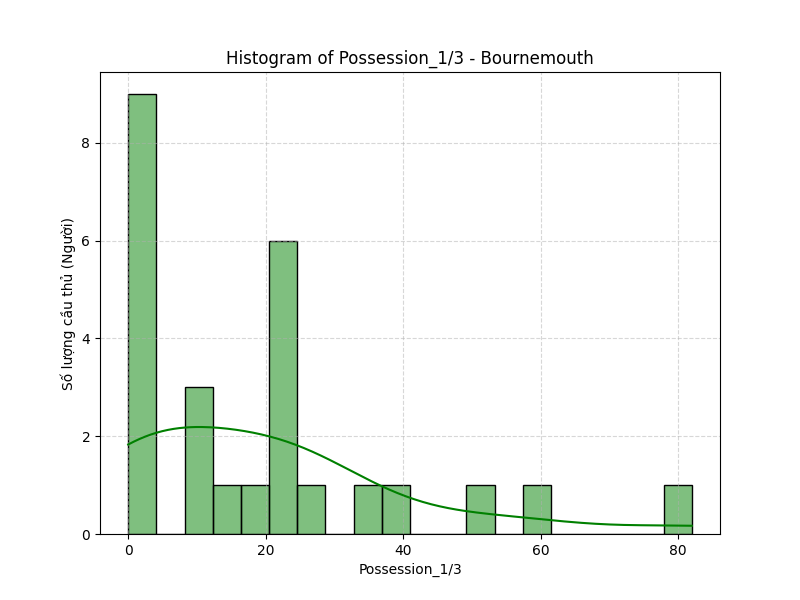 Histogram of Possession_1/3 - Bournemouth
Số lượng cầu thủ (Người)
8
6
4
2
0
0 20 40 60 80
Possession_1/3